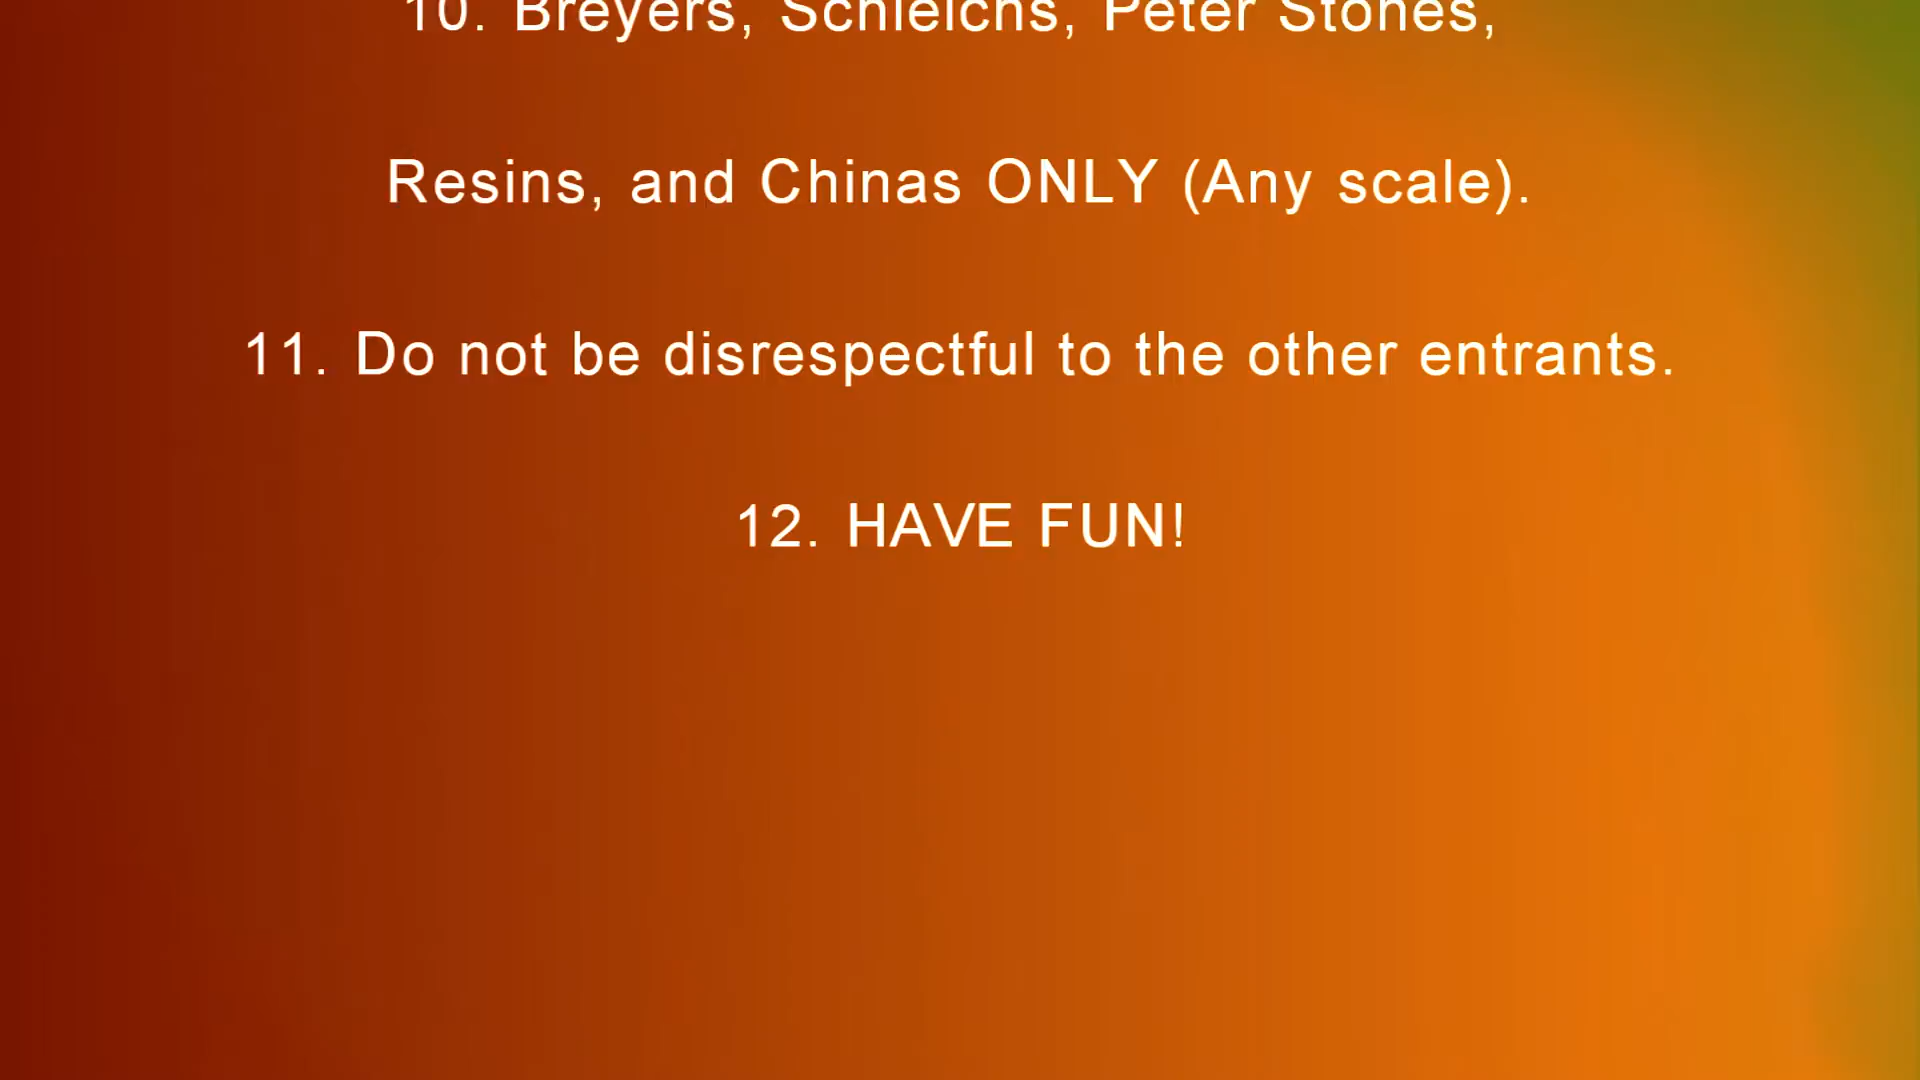 10. Breyers, Schleichs, Peter Stones,
Resins, and Chinas ONLY (Any scale).
11. Do not be disrespectful to the other entrants.
12. HAVE FUN!